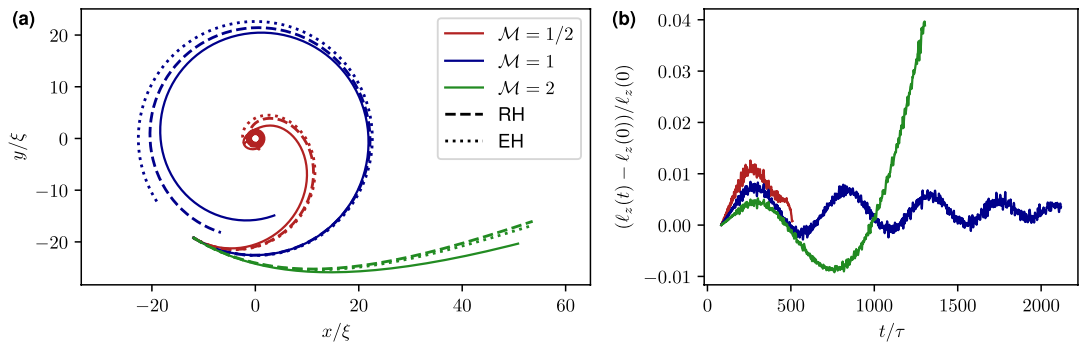 (a)
20
10
0
−10
−20
y/ξ
−20
0
20
40
60
x/ξ
ℳ = 1/2
ℳ = 1
ℳ = 2
RH
EH
(b)
0.04
0.03
0.02
0.01
0.00
−0.01
(ℓz(t) − ℓz(0))/ℓz(0)
0
500
1000
1500
2000
t/τ